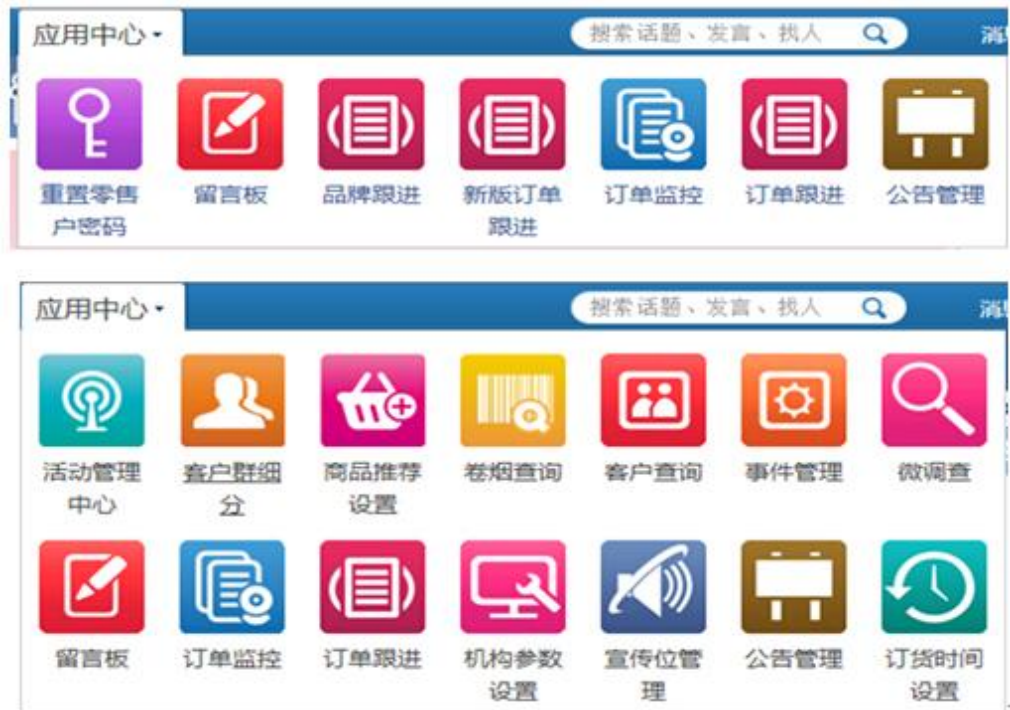 应用中心
搜索话题、发言、找人
消息
重置零售 留言板 品牌跟进 新版订单 订单监控 订单跟进 公告管理
户密码 跟进
应用中心
搜索话题、发言、找人
消息
活动管理 客户群细 商品推荐 卷烟查询 客户查询 事件管理 微调查
中心 分 设置
留言板 订单监控 订单跟进 机构参数 宣传位管 公告管理 订货时间
设置 理 设置